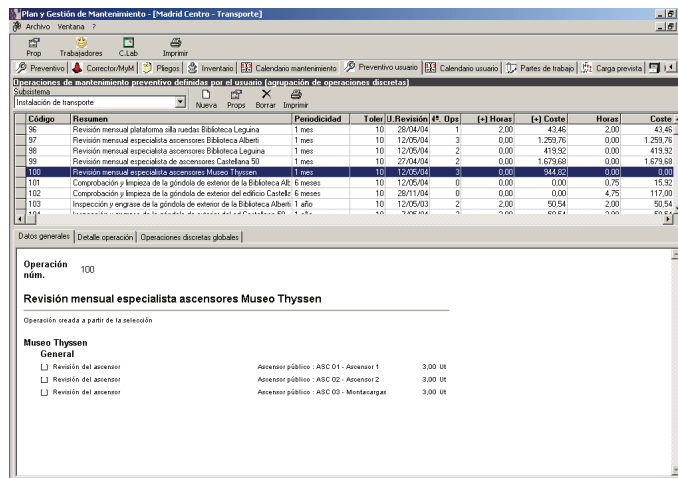 Plan y Gestión de Mantenimiento - [Madrid Centro - Transporte]
Archivo Ventana ?
Prop Trabajadores C.Lab Imprimir
Preventivo Corrector/MyM Pliegos Inventario Calendario mantenimiento Preventivo usuario Calendario usuario Partes de trabajo Carga prevista
Operaciones de mantenimiento preventivo definidas por el usuario (agrupación de operaciones discretas)
Subsistema
Instalación de transporte Nueva Props Borrar Imprimir
Código Resumen Periodicidad Toler U.Revisión Ops (+) Horas (+) Coste Horas Coste
96 Revisión mensual plataforma silla ruedas Biblioteca Leguina 1 mes 10 28/04/04 1 2,00 43,46 2,00 43,46
97 Revisión mensual especialista ascensores Biblioteca Alberti 1 mes 10 12/05/04 3 0,00 1.259,76 0,00 1.259,76
98 Revisión mensual especialista ascensores Biblioteca Leguina 1 mes 10 12/05/04 2 0,00 419,92 0,00 419,92
99 Revisión mensual especialista de ascensores Castellana 50 1 mes 10 27/04/04 2 0,00 1.679,68 0,00 1.679,68
100 Revisión mensual especialista ascensores Museo Thyssen 1 mes 10 12/05/04 3 0,00 944,82 0,00 0,00
101 Comprobación y limpieza de la góndola de exterior de la Biblioteca Alb 6 meses 10 12/05/04 0 0,00 0,00 0,75 15,92
102 Comprobación y limpieza de góndola de exterior del edificio Castella 6 meses 10 28/11/04 0 0,00 0,00 4,75 117,00
103 Inspección y engrase de la góndola de exterior de la Biblioteca Alberti 1 año 10 12/05/03 2 2,00 50,54 2,00 50,54
Datos generales Detalle operación Operaciones discretas globales
Operación núm. 100
Revisión mensual especialista ascensores Museo Thyssen
Operación creada a partir de la selección
Museo Thyssen
General
Revisión del ascensor Ascensor público : ASC 01 - Ascensor 1 3,00 Ut
Revisión del ascensor Ascensor público : ASC 02 - Ascensor 2 3,00 Ut
Revisión del ascensor Ascensor público : ASC 03 - Montacargas 3,00 Ut